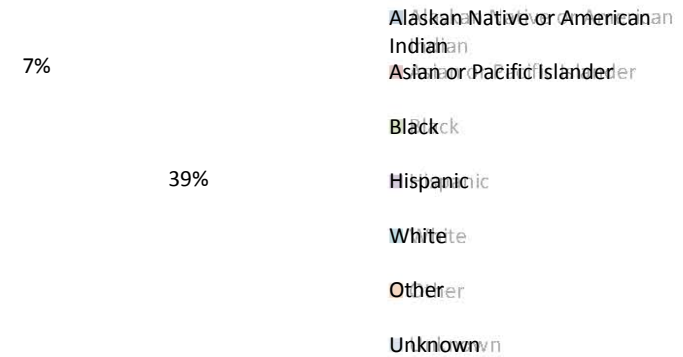 Alaskan Native or American
Indian
7%
Asian or Pacific Islander
Black
39%
Hispanic
White
Other
Unknown